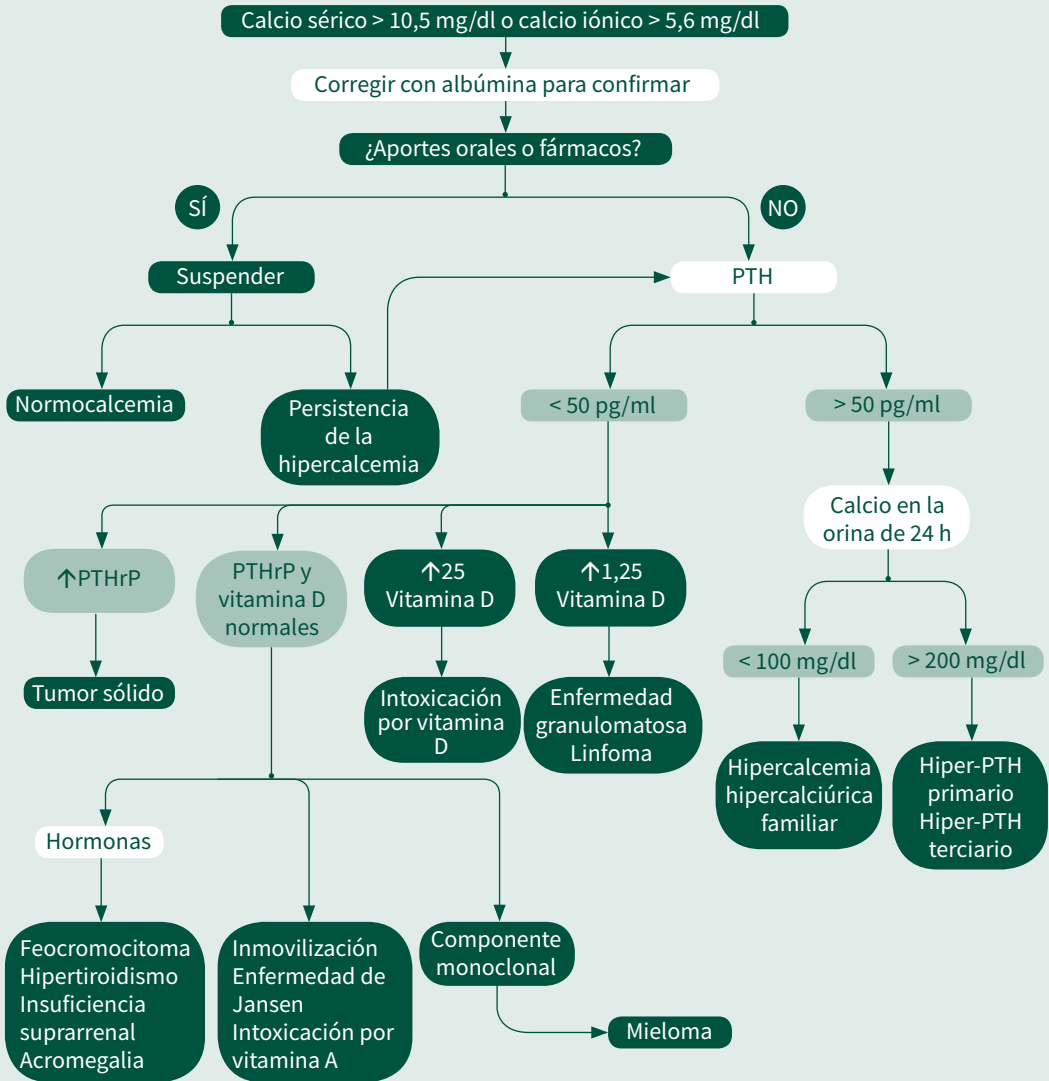 Calcio sérico > 10,5 mg/dl o calcio iónico > 5,6 mg/dl
Corregir con albúmina para confirmar
¿Aportes orales o fármacos?
SÍ
NO
Suspender
PTH
Normocalcemia
Persistencia
de la
hipercalcemia
< 50 pg/ml
> 50 pg/ml
Calcio en la
orina de 24 h
↑PTHrP
PTHrP y
vitamina D
normales
↑25
Vitamina D
↑1,25
Vitamina D
< 100 mg/dl
> 200 mg/dl
Tumor sólido
Intoxicación
por vitamina
D
Enfermedad
granulomatosa
Linfoma
Hipercalcemia
hipercalciúrica
familiar
Hiper-PTH
primario
Hiper-PTH
terciario
Hormonas
Feocromocitoma
Hipertiroidismo
Insuficiencia
suprarrenal
Acromegalia
Inmovilización
Enfermedad de
Jansen
Intoxicación por
vitamina A
Componente
monoclonal
Mieloma